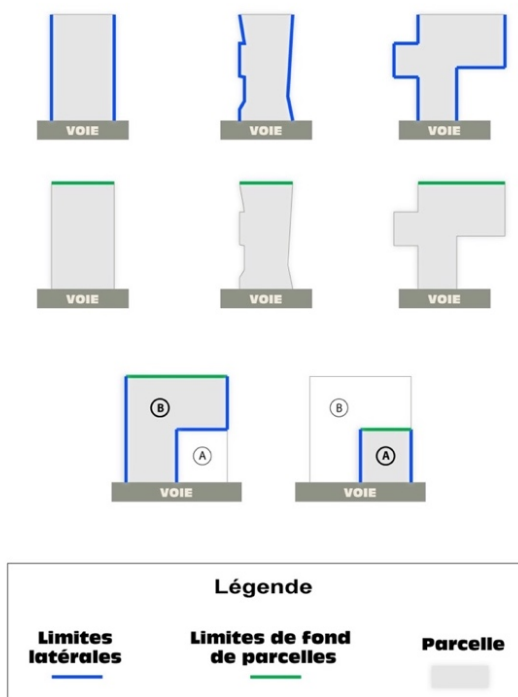 VOIE VOIE VOIE
VOIE VOIE VOIE
B B
A A
VOIE VOIE
Légende
Limites Limites de fond Parcelle
latérales de parcelles